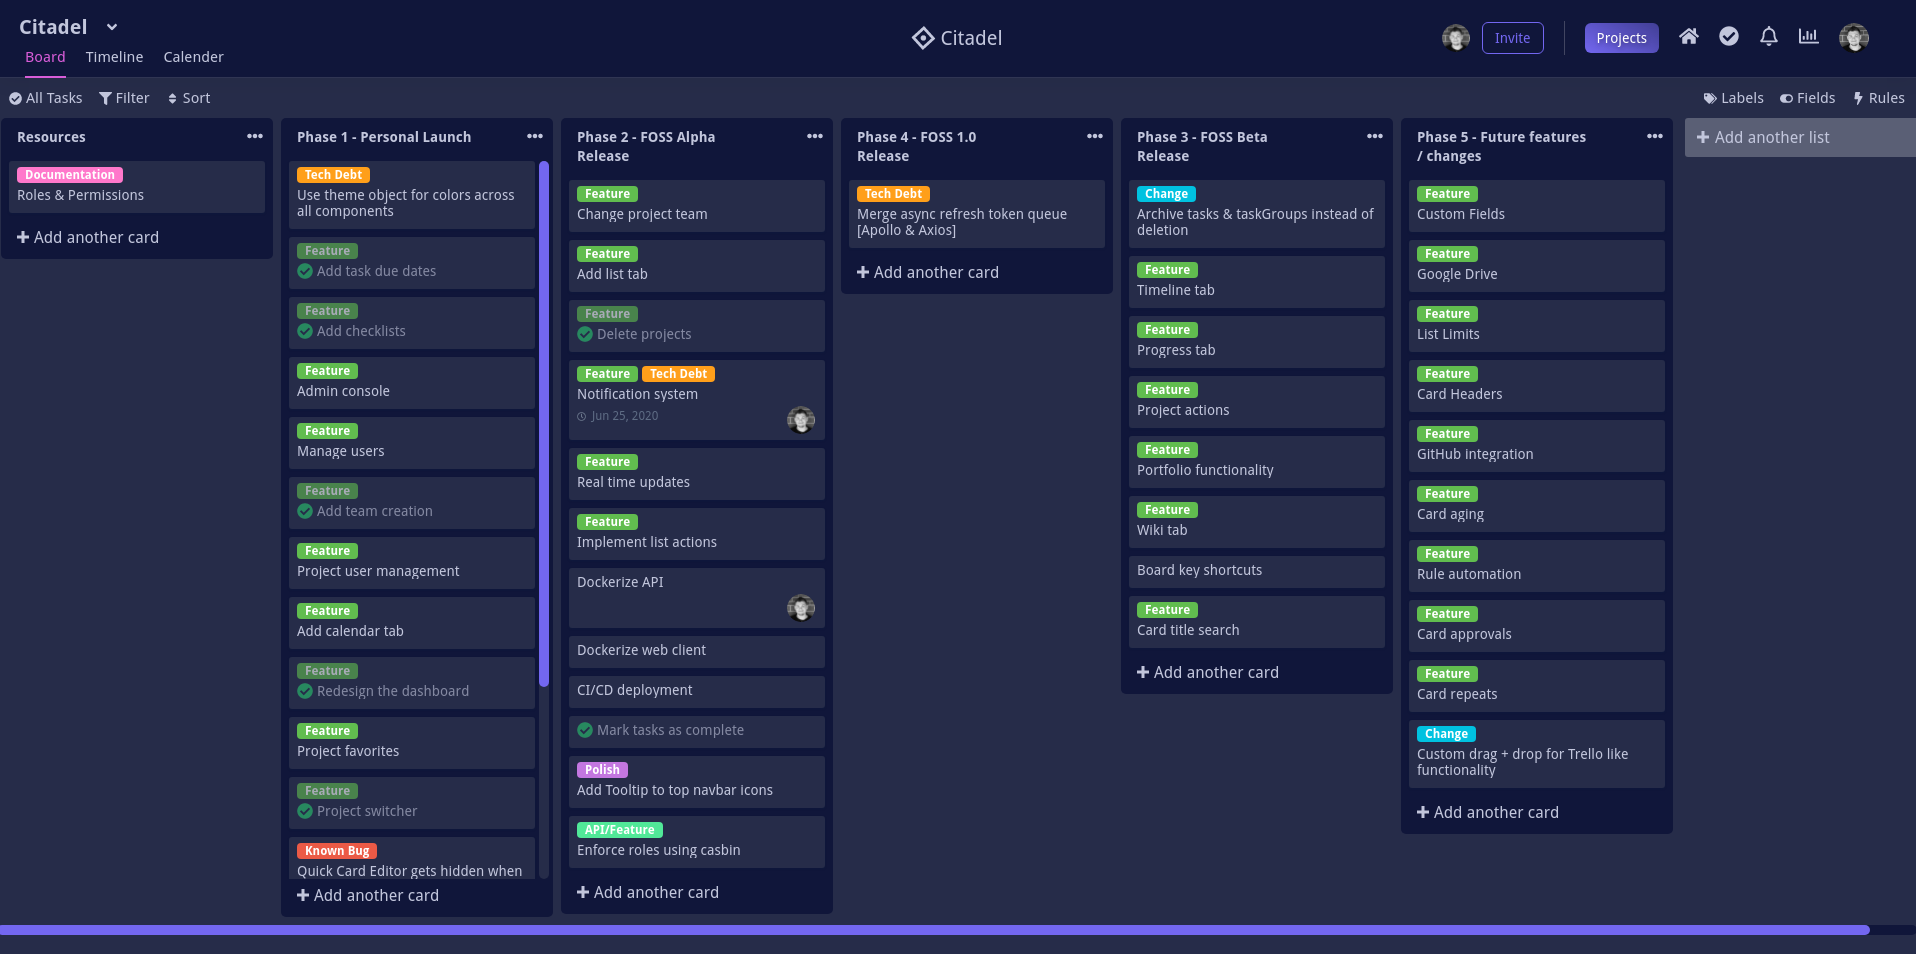 Citadel
Board Timeline Calender
Citadel
Invite
Projects
All Tasks Filter Sort
Labels Fields Rules
Resources
Documentation
Roles & Permissions
Add another card
Phase 1 - Personal Launch
Tech Debt
Use theme object for colors across
all components
Feature
Add task due dates
Feature
Add checklists
Feature
Admin console
Feature
Manage users
Feature
Add team creation
Feature
Project user management
Feature
Add calendar tab
Feature
Redesign the dashboard
Feature
Project favorites
Feature
Project switcher
Known Bug
Quick Card Editor gets hidden when
Add another card
Phase 2 - FOSS Alpha
Release
Feature
Change project team
Feature
Add list tab
Feature
Delete projects
Feature Tech Debt
Notification system
Jun 25, 2020
Feature
Real time updates
Feature
Implement list actions
Dockerize API
Dockerize web client
CI/CD deployment
Mark tasks as complete
Polish
Add Tooltip to top navbar icons
API/Feature
Enforce roles using casbin
Add another card
Phase 4 - FOSS 1.0
Release
Tech Debt
Merge async refresh token queue
[Apollo & Axios]
Add another card
Phase 3 - FOSS Beta
Release
Change
Archive tasks & taskGroups instead of
deletion
Feature
Timeline tab
Feature
Progress tab
Feature
Project actions
Feature
Portfolio functionality
Feature
Wiki tab
Board key shortcuts
Feature
Card title search
Add another card
Phase 5 - Future features
/ changes
Feature
Custom Fields
Feature
Google Drive
Feature
List Limits
Feature
Card Headers
Feature
GitHub integration
Feature
Card aging
Feature
Rule automation
Feature
Card approvals
Feature
Card repeats
Change
Custom drag + drop for Trello like
functionality
Add another card
Add another list